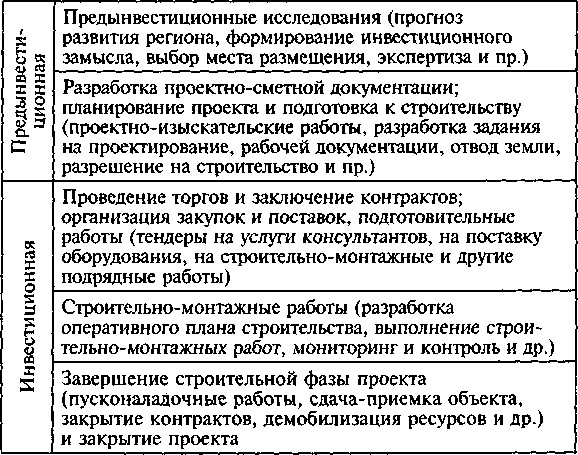 Предынвести-
ционная
Предынвестиционные исследования (прогноз
развития региона, формирование инвестиционного
замысла, выбор места размещения, экспертиза и пр.)
Разработка проектно-сметной документации;
планирование проекта и подготовка к строительству
(проектно-изыскательские работы, разработка задания
на проектирование, рабочей документации, отвод земли,
разрешение на строительство и пр.)
Инвестиционная
Проведение торгов и заключение контрактов;
организация закупок и поставок, подготовительные
работы (тендеры на услуги консультантов, на поставку
оборудования, на строительно-монтажные и другие
подрядные работы)
Строительно-монтажные работы (разработка
оперативного плана строительства, выполнение строи-
тельно-монтажных работ, мониторинг и контроль и др.)
Завершение строительной фазы проекта
(пусконаладочные работы, сдача-приемка объекта,
закрытие контрактов, демобилизация ресурсов и др.)
и закрытие проекта